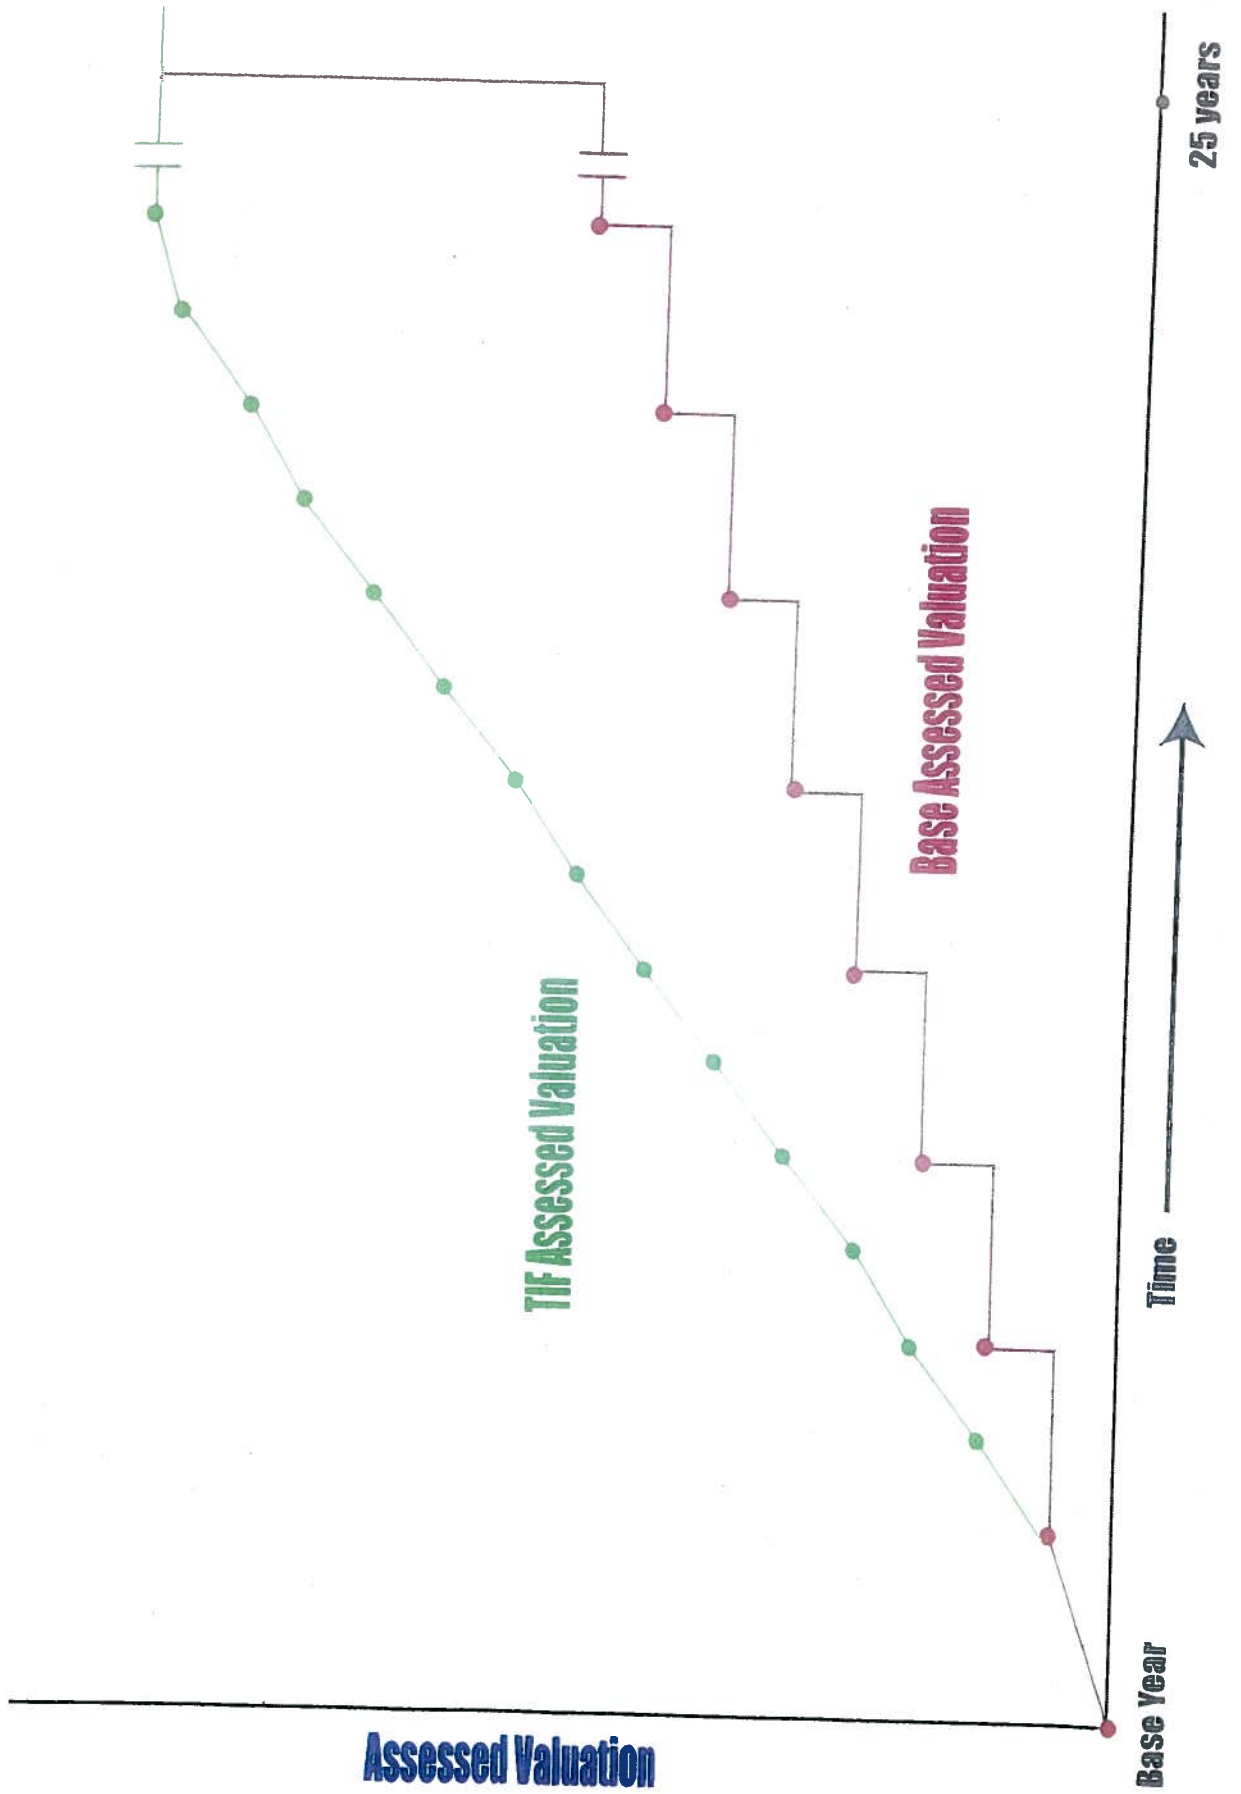 Assessed Valuation
TIF Assessed Valuation
Base Assessed Valuation
Base Year
Time
25 years